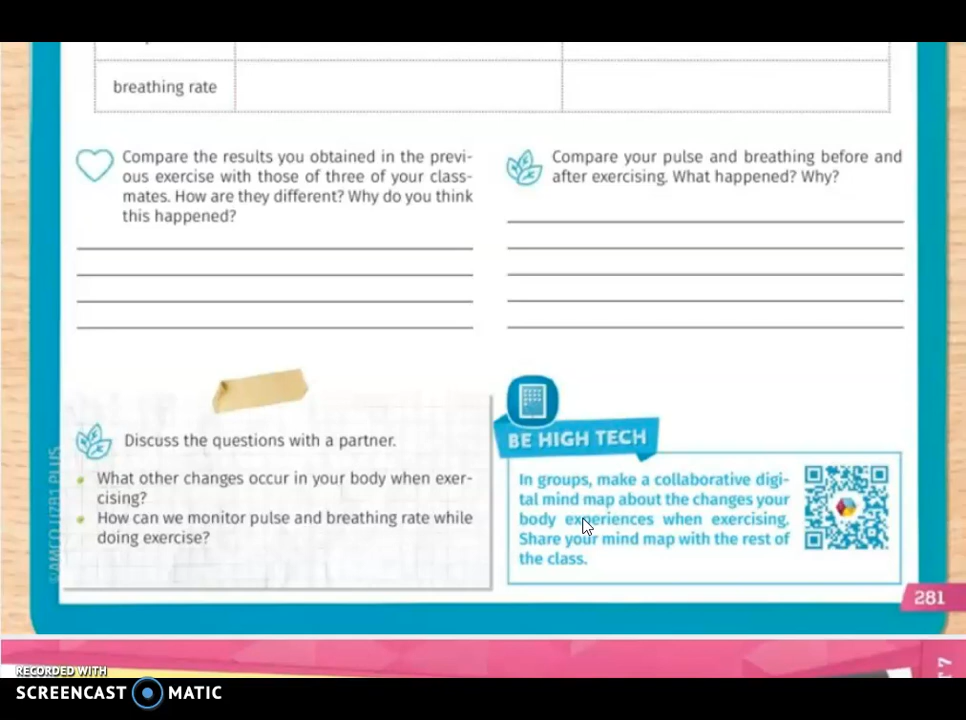 breathing rate
Compare the results you obtained in the previ-
ous exercise with those of three of your class-
mates. How are they different? Why do you think
this happened?
Compare your pulse and breathing before and
after exercising. What happened? Why?
Discuss the questions with a partner.
What other changes occur in your body when exer-
cising?
How can we monitor pulse and breathing rate while
doing exercise?
BE HIGH TECH
In groups, make a collaborative digi-
tal mind map about the changes your
body experiences when exercising.
Share your mind map with the rest of
the class.
281
RECORDED WITH
SCREENCAST MATIC